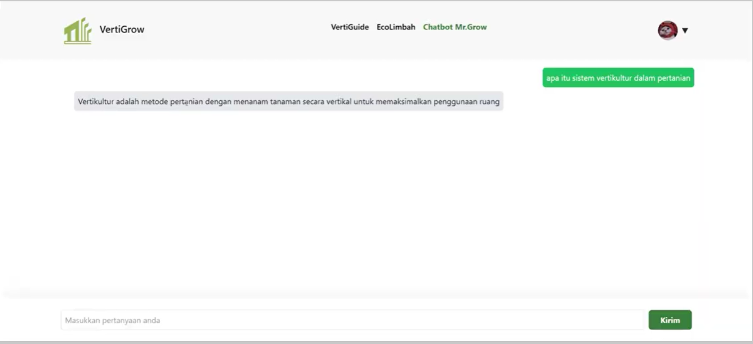 VertiGrow
VertiGuide EcoLimbah Chatbot Mr.Grow
apa itu sistem vertikultur dalam pertanian
Vertikultur adalah metode pertanian dengan menanam tanaman secara vertikal untuk memaksimalkan penggunaan ruang
Masukkan pertanyaan anda
Kirim